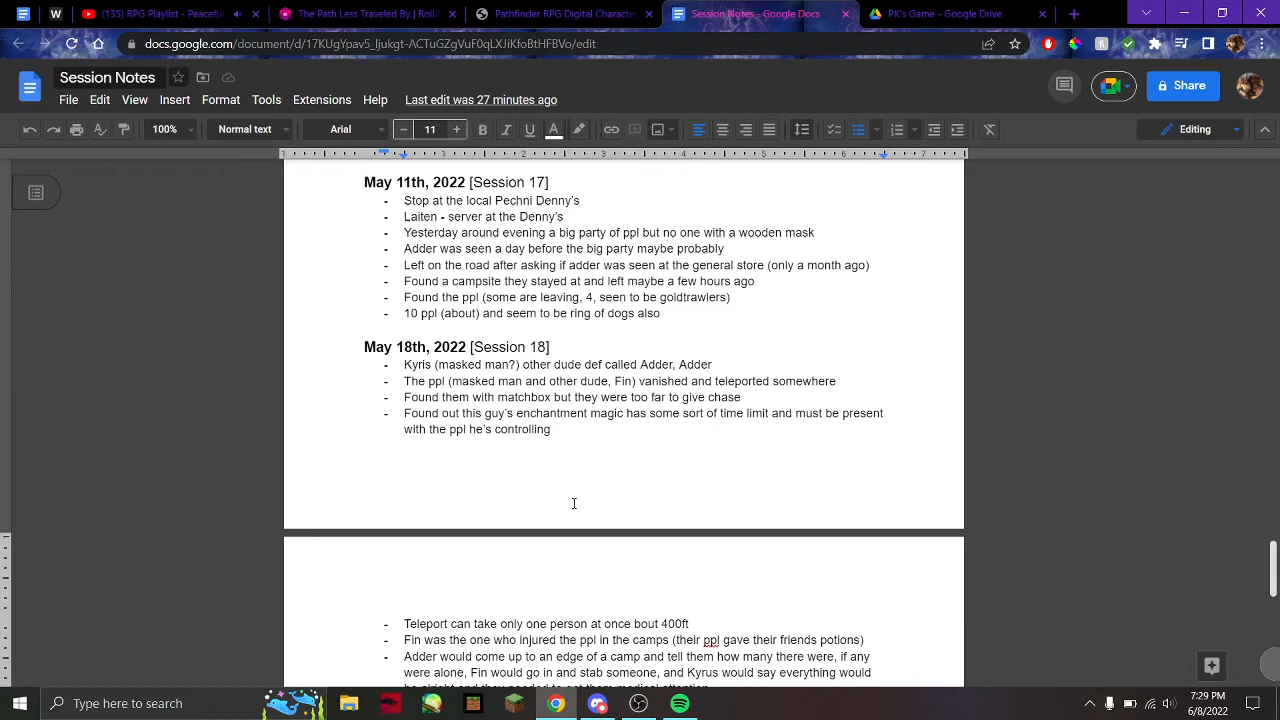 (135) RPG Playlist - Peaceful
The Path Less Traveled By | Roll2
Pathfinder RPG Digital Character
Session Notes - Google Docs
PK's Game - Google Drive
docs.google.com/document/d/17KUgYpav5_ljukgt-ACTuGZgVuF0qLXJiKfoBtHFBVo/edit
Session Notes
File Edit View Insert Format Tools Extensions Help Last edit was 27 minutes ago
Share
100% Normal text Arial 11 Editing
1 1 2 3 4 5 6 7
May 11th, 2022 [Session 17]
- Stop at the local Pechni Denny's
- Laiten - server at the Denny's
- Yesterday around evening a big party of ppl but no one with a wooden mask
- Adder was seen a day before the big party maybe probably
- Left on the road after asking if adder was seen at the general store (only a month ago)
- Found a campsite they stayed at and left maybe a few hours ago
- Found the ppl (some are leaving, 4, seen to be goldtrawlers)
- 10 ppl (about) and seem to be ring of dogs also
May 18th, 2022 [Session 18]
- Kyris (masked man?) other dude def called Adder, Adder
- The ppl (masked man and other dude, Fin) vanished and teleported somewhere
- Found them with matchbox but they were too far to give chase
- Found out this guy's enchantment magic has some sort of time limit and must be present
with the ppl he's controlling
- Teleport can take only one person at once bout 400ft
- Fin was the one who injured the ppl in the camps (their ppl gave their friends potions)
- Adder would come up to an edge of a camp and tell them how many there were, if any
were alone, Fin would go in and stab someone, and Kyrus would say everything would
Type here to search
7:29 PM
6/8/2022